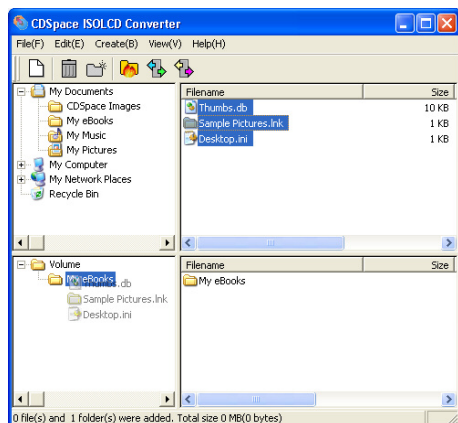 CDSpace ISOLCD Converter
File(F) Edit(E) Create(B) View(V) Help(H)
My Documents
CDSpace Images
My eBooks
My Music
My Pictures
My Computer
My Network Places
Recycle Bin
Filename Size
Thumbs.db 10 KB
Sample Pictures.lnk 1 KB
Desktop.ini 1 KB
Volume
My eBooks
Thumbs.db
Sample Pictures.lnk
Desktop.ini
Filename Size
My eBooks
0 file(s) and 1 folder(s) were added. Total size 0 MB(0 bytes)